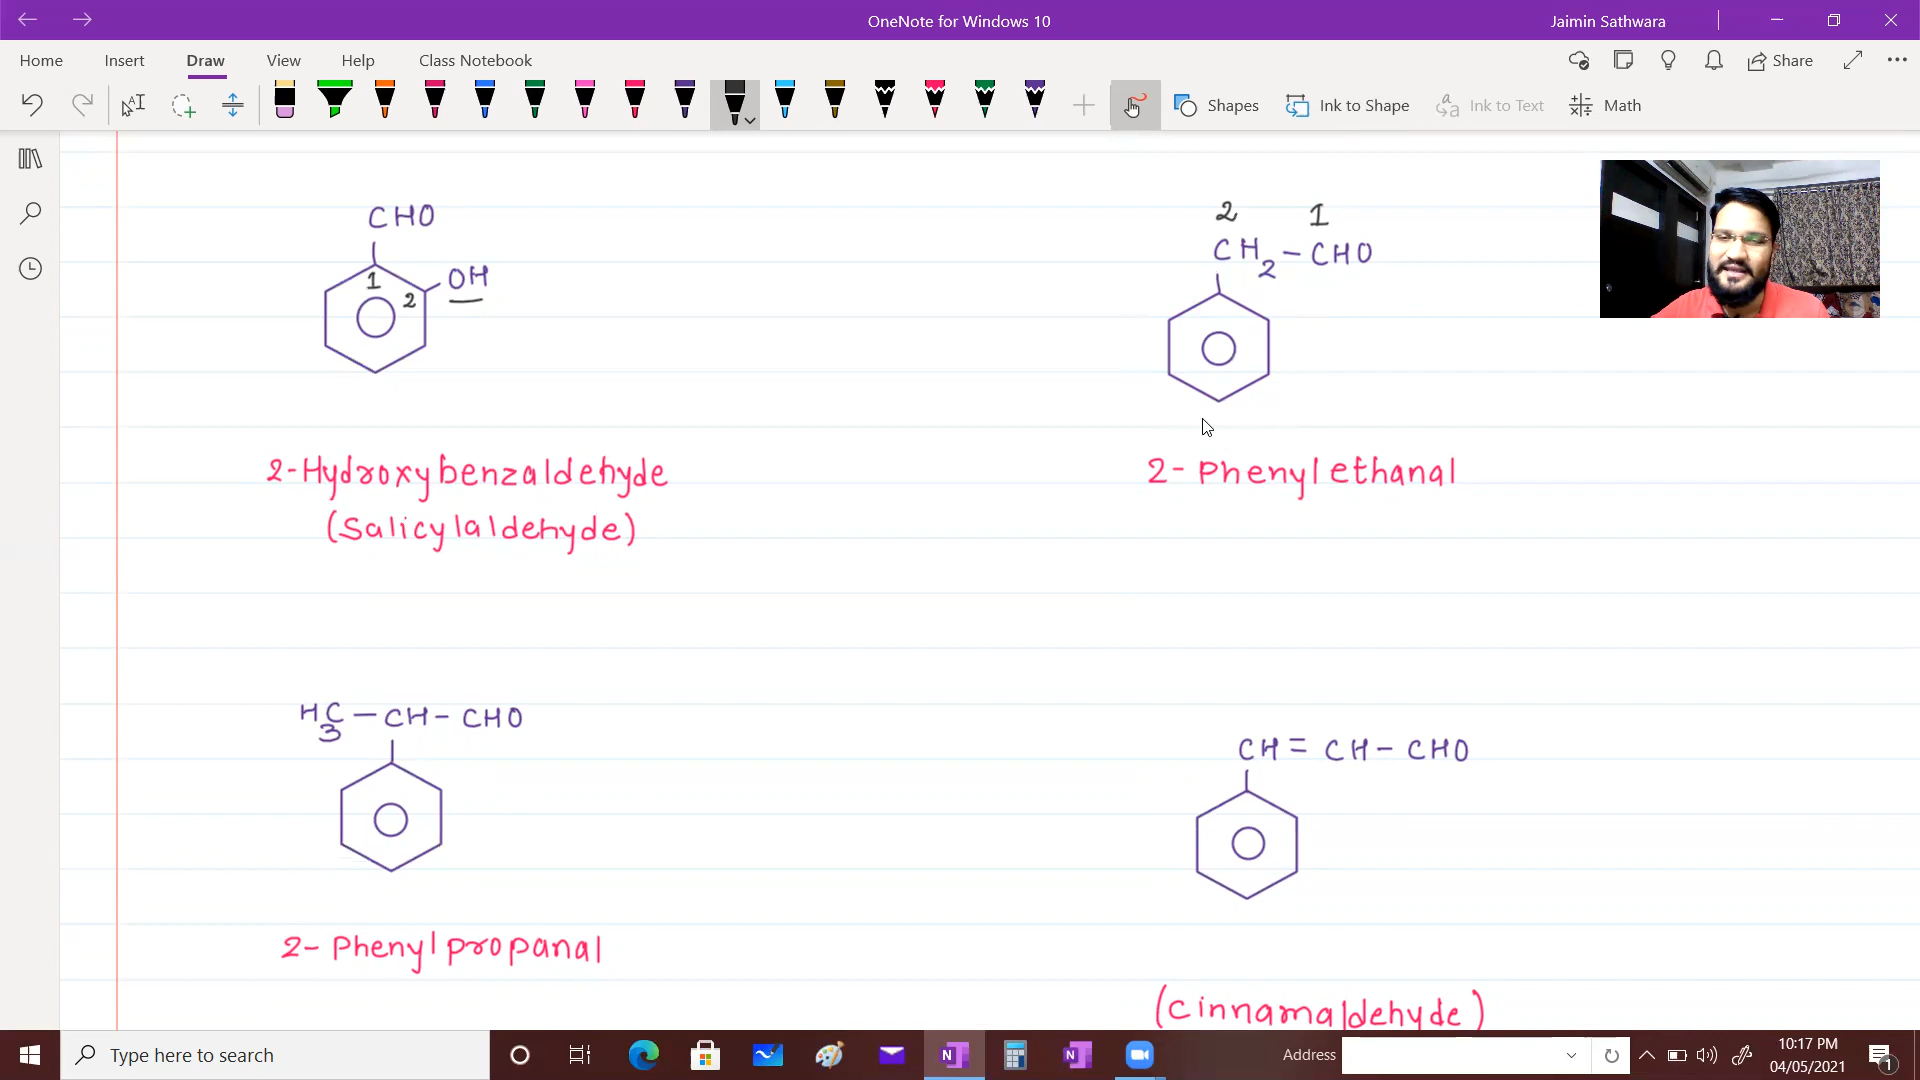 OneNote for Windows 10
Jaimin Sathwara
Home Insert Draw View Help Class Notebook
Share
Shapes Ink to Shape Ink to Text Math
CHO
OH
1
2
2-Hydroxybenzaldehyde
(Salicylaldehyde)
2 1
CH2-CHO
2- Phenylethanal
H3C-CH-CHO
2- Phenylpropanal
CH=CH-CHO
(Cinnamaldehyde)
Type here to search
Address
10:17 PM
04/05/2021
1